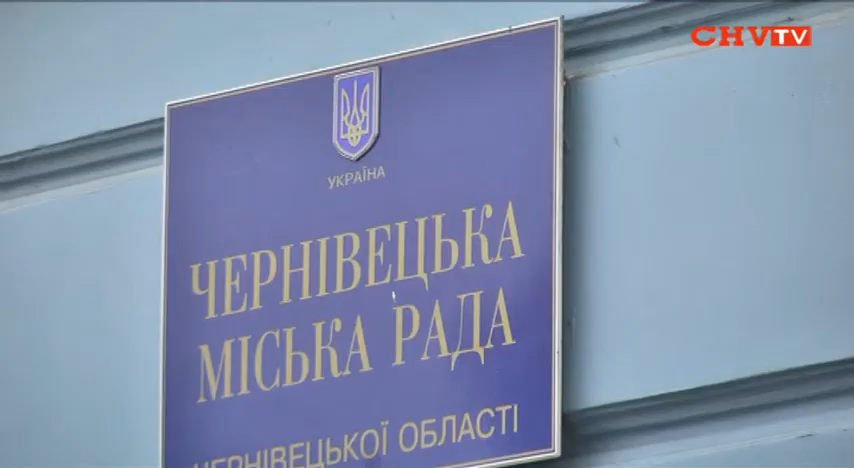 CHVTV
УКРАЇНА
ЧЕРНІВЕЦЬКА
МІСЬКА РАДА
ЧЕРНІВЕЦЬКОЇ ОБЛАСТІ